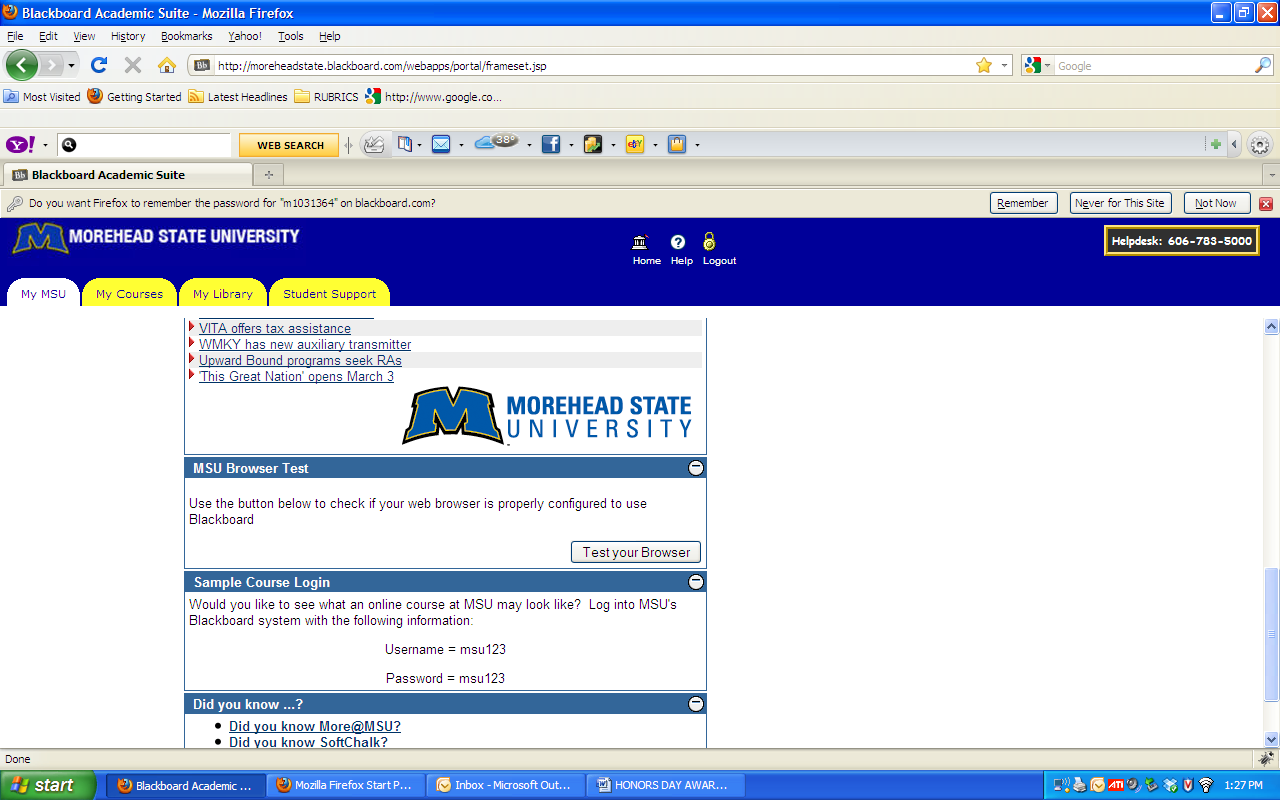 Blackboard Academic Suite - Mozilla Firefox
File Edit View History Bookmarks Yahoo! Tools Help
Bb http://moreheadstate.blackboard.com/webapps/portal/frameset.jsp Google
Most Visited Getting Started Latest Headlines RUBRICS http://www.google.co...
Y! WEB SEARCH 38°
Bb Blackboard Academic Suite
Do you want Firefox to remember the password for "m1031364" on blackboard.com? Remember Never for This Site Not Now
MOREHEAD STATE UNIVERSITY
Home Help Logout
Helpdesk: 606-783-5000
My MSU My Courses My Library Student Support
VITA offers tax assistance
WMKY has new auxiliary transmitter
Upward Bound programs seek RAs
'This Great Nation' opens March 3
MOREHEAD STATE
UNIVERSITY
MSU Browser Test
Use the button below to check if your web browser is properly configured to use
Blackboard
Test your Browser
Sample Course Login
Would you like to see what an online course at MSU may look like? Log into MSU's
Blackboard system with the following information:
Username = msu123
Password = msu123
Did you know ...?
Did you know More@MSU?
Did you know SoftChalk?
Done
start Blackboard Academic ... Mozilla Firefox Start P... Inbox - Microsoft Out... HONORS DAY AWAR... ATI 1:27 PM